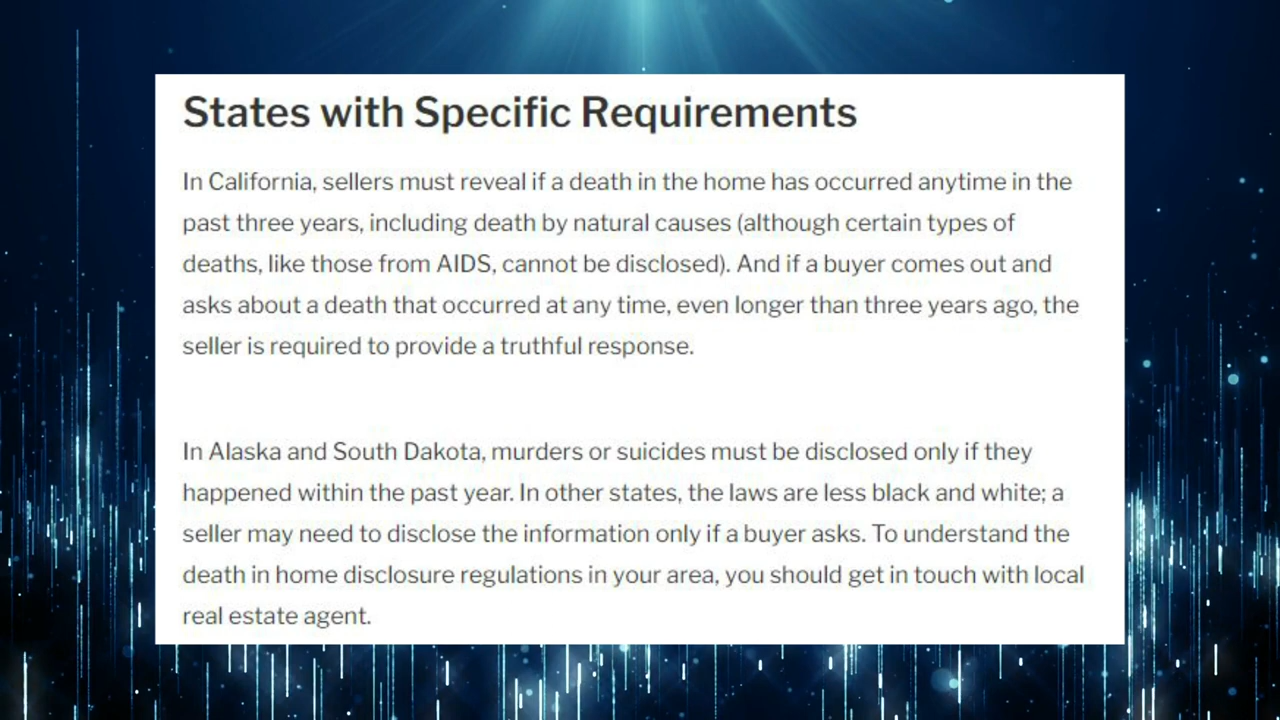 States with Specific Requirements
In California, sellers must reveal if a death in the home has occurred anytime in the
past three years, including death by natural causes (although certain types of
deaths, like those from AIDS, cannot be disclosed). And if a buyer comes out and
asks about a death that occurred at any time, even longer than three years ago, the
seller is required to provide a truthful response.
In Alaska and South Dakota, murders or suicides must be disclosed only if they
happened within the past year. In other states, the laws are less black and white; a
seller may need to disclose the information only if a buyer asks. To understand the
death in home disclosure regulations in your area, you should get in touch with local
real estate agent.